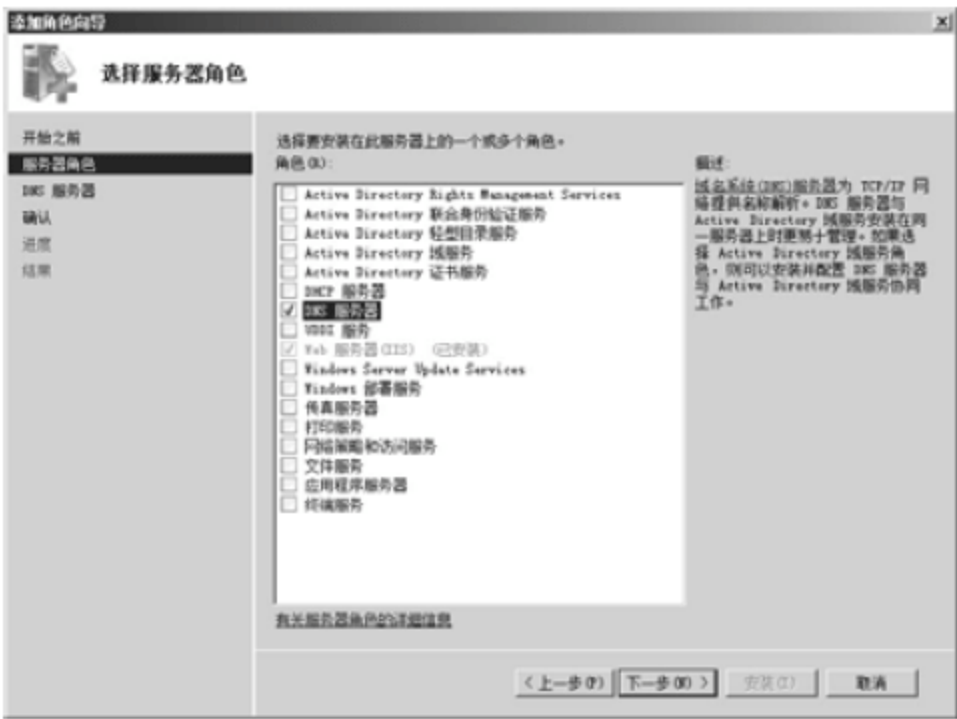 添加角色向导
选择服务器角色
开始之前
服务器角色
DNS 服务器
确认
进度
结果
选择要安装在此服务器上的一个或多个角色。
角色(R):
Active Directory Rights Management Services
Active Directory 联合身份验证服务
Active Directory 轻型目录服务
Active Directory 域服务
Active Directory 证书服务
DHCP 服务器
DNS 服务器
UDDI 服务
Web 服务器(IIS) (已安装)
Windows Server Update Services
Windows 部署服务
传真服务器
打印服务
网络策略和访问服务
文件服务
应用程序服务器
终端服务
有关服务器角色的详细信息
描述:
域名系统(DNS)服务器为 TCP/IP 网
络提供名称解析。DNS 服务器与
Active Directory 域服务安装在同
一服务器上时更易于管理。如果选
择 Active Directory 域服务角
色，则可以安装并配置 DNS 服务器
与 Active Directory 域服务协同
工作。
< 上一步(P)
下一步(N) >
安装(I)
取消